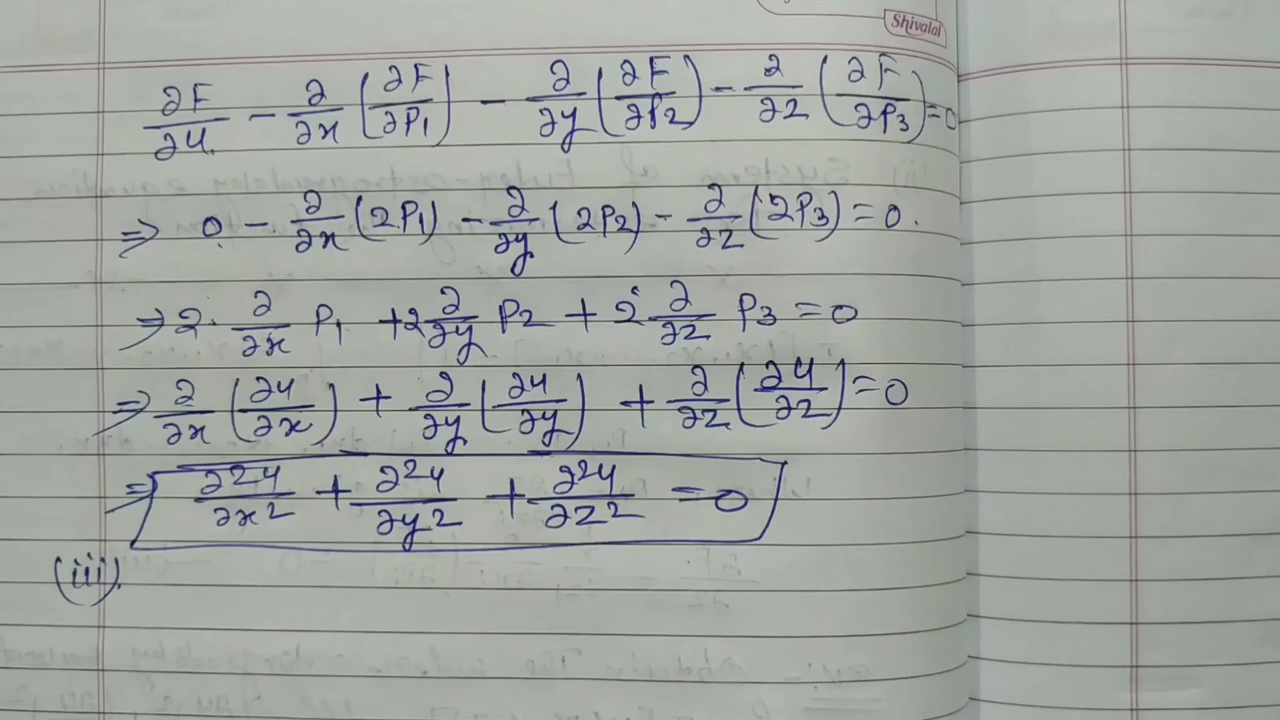 Shivalal
∂F/∂u - ∂/∂x (∂F/∂P₁) - ∂/∂y (∂F/∂P₂) - ∂/∂z (∂F/∂P₃) = 0
⇒ 0 - ∂/∂x (2P₁) - ∂/∂y (2P₂) - ∂/∂z (2P₃) = 0.
⇒ 2. ∂/∂x P₁ + 2 ∂/∂y P₂ + 2 ∂/∂z P₃ = 0
⇒ ∂/∂x (∂u/∂x) + ∂/∂y (∂u/∂y) + ∂/∂z (∂u/∂z) = 0
⇒ ∂²u/∂x² + ∂²u/∂y² + ∂²u/∂z² = 0
(iii).